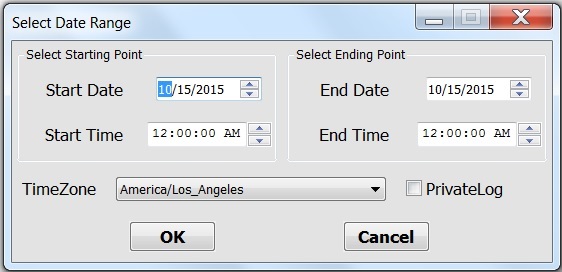 Select Date Range
Select Starting Point
Start Date 10/15/2015
Start Time 12:00:00 AM
Select Ending Point
End Date 10/15/2015
End Time 12:00:00 AM
TimeZone America/Los_Angeles PrivateLog
OK Cancel